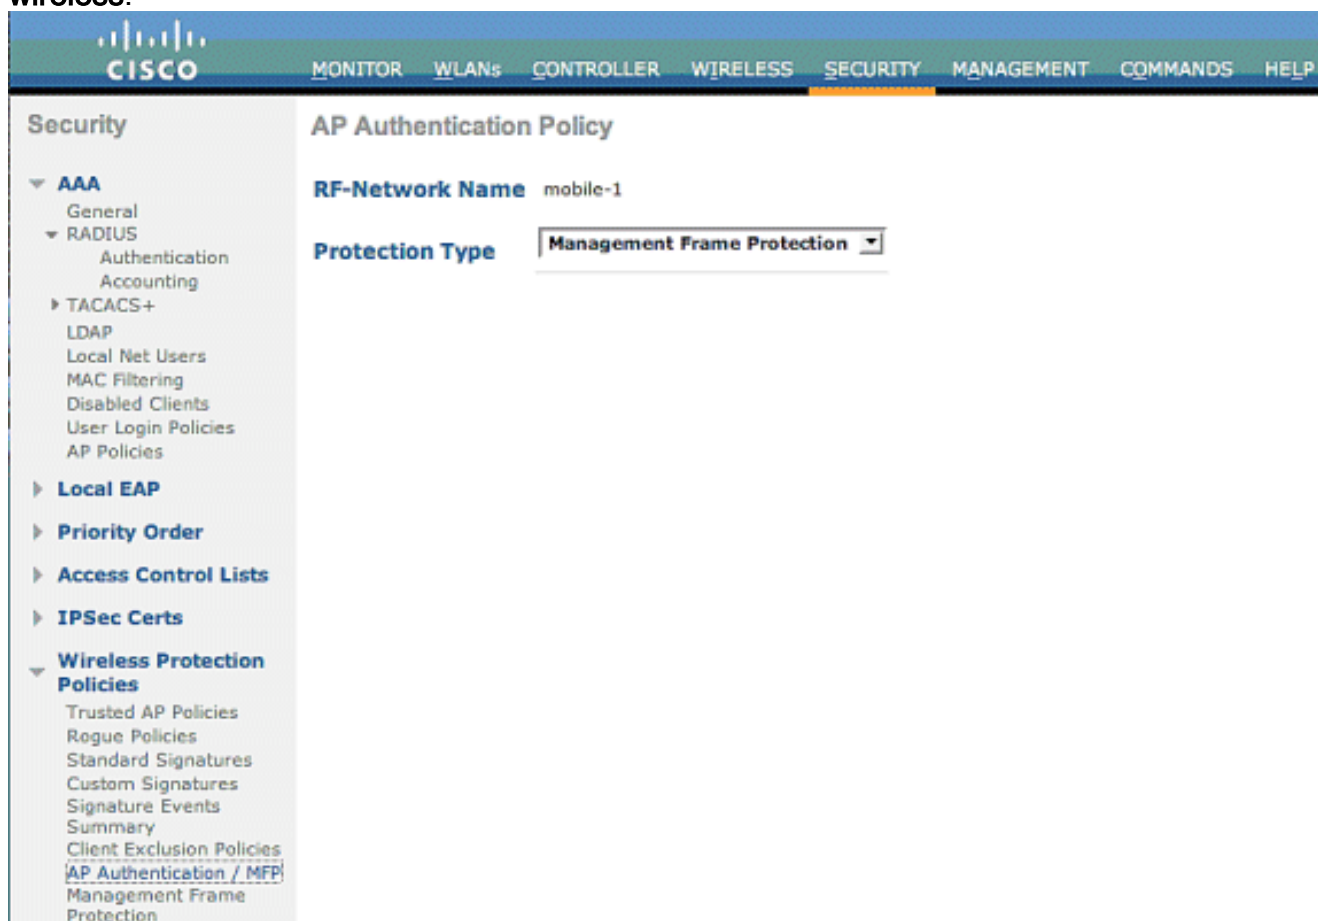 wireless.
CISCO
MONITOR WLANs CONTROLLER WIRELESS SECURITY MANAGEMENT COMMANDS HELP
Security
AAA
General
RADIUS
Authentication
Accounting
TACACS+
LDAP
Local Net Users
MAC Filtering
Disabled Clients
User Login Policies
AP Policies
Local EAP
Priority Order
Access Control Lists
IPSec Certs
Wireless Protection
Policies
Trusted AP Policies
Rogue Policies
Standard Signatures
Custom Signatures
Signature Events
Summary
Client Exclusion Policies
AP Authentication / MFP
Management Frame
Protection
AP Authentication Policy
RF-Network Name mobile-1
Protection Type Management Frame Protection